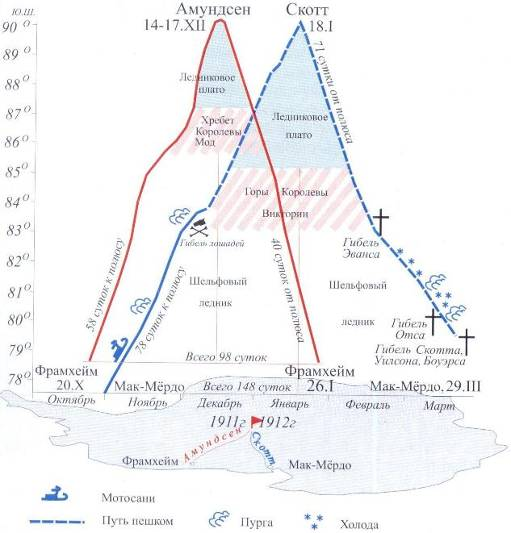 Ю.Ш.
Амундсен
14-17.XII
Скотт
18.I
90°
89°
88°
87°
86°
85°
84°
83°
82°
81°
80°
79°
78°
71 сутки от полюса
Ледниковое
плато
Хребет
Королевы
Мод
Ледниковое
плато
Горы Королевы
Виктории
Гибель лошадей
Гибель
Эванса
58 суток к полюсу
78 суток к полюсу
40 суток от полюса
Шельфовый
ледник
Шельфовый
ледник
Гибель
Отса
Гибель Скотта,
Уилсона, Боуэрса
Всего 98 суток
Фрамхейм
20.X
Мак-Мёрдо
Всего 148 суток
Фрамхейм
26.I
Мак-Мёрдо, 29.III
Октябрь
Ноябрь
Декабрь
Январь
Февраль
Март
1911г
1912г
Амундсен
Скотт
Фрамхейм
Мак-Мёрдо
Мотосани
Путь пешком
Пурга
Холода